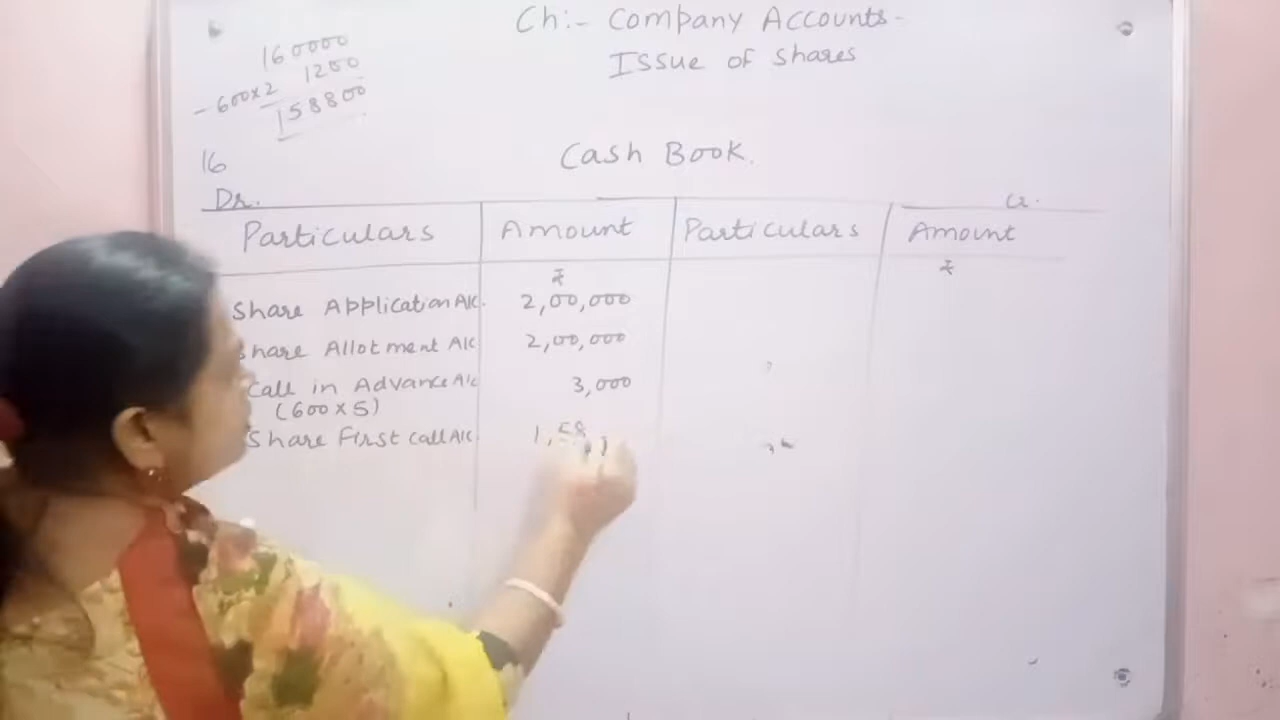 Ch:- Company Accounts-
Issue of Shares
160000
1200
-600x2
158800
16
Cash Book.
Dr.
Cr.
Particulars Amount Particulars Amount
₹ ₹
Share Application A/c. 2,00,000
Share Allotment A/c 2,00,000
Call in Advance A/c 3,000
(600x5)
Share First Call A/c 1,58,